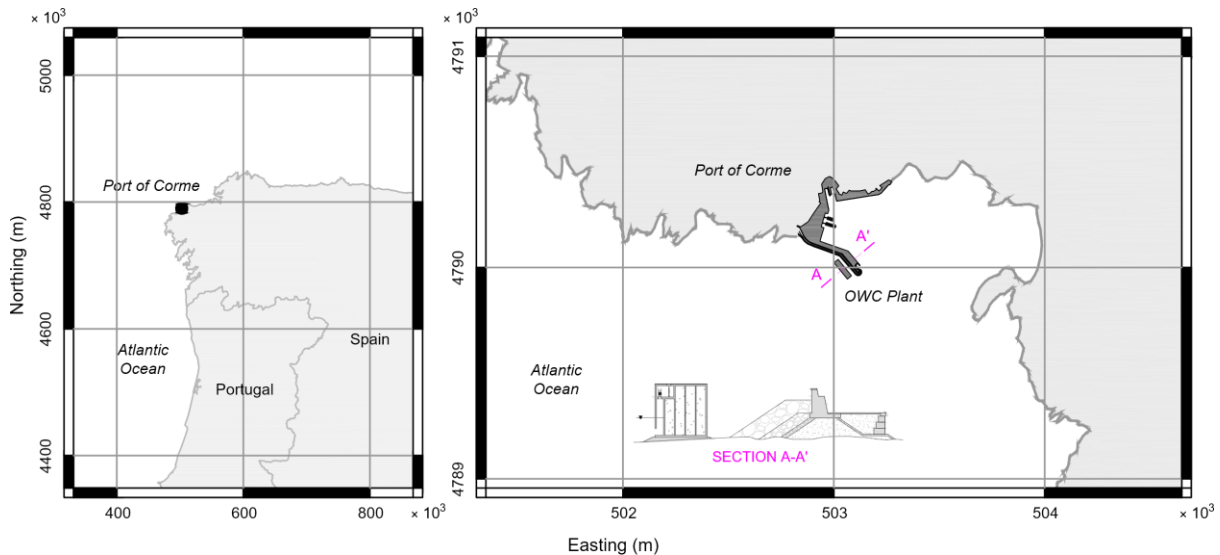 × 10³
× 10³
5000
4800
4600
4400
Northing (m)
Port of Corme
Atlantic
Ocean
Portugal
Spain
400
600
800
× 10³
4791
4790
4789
Port of Corme
A'
A
OWC Plant
Atlantic
Ocean
SECTION A-A'
502
503
504
× 10³
Easting (m)